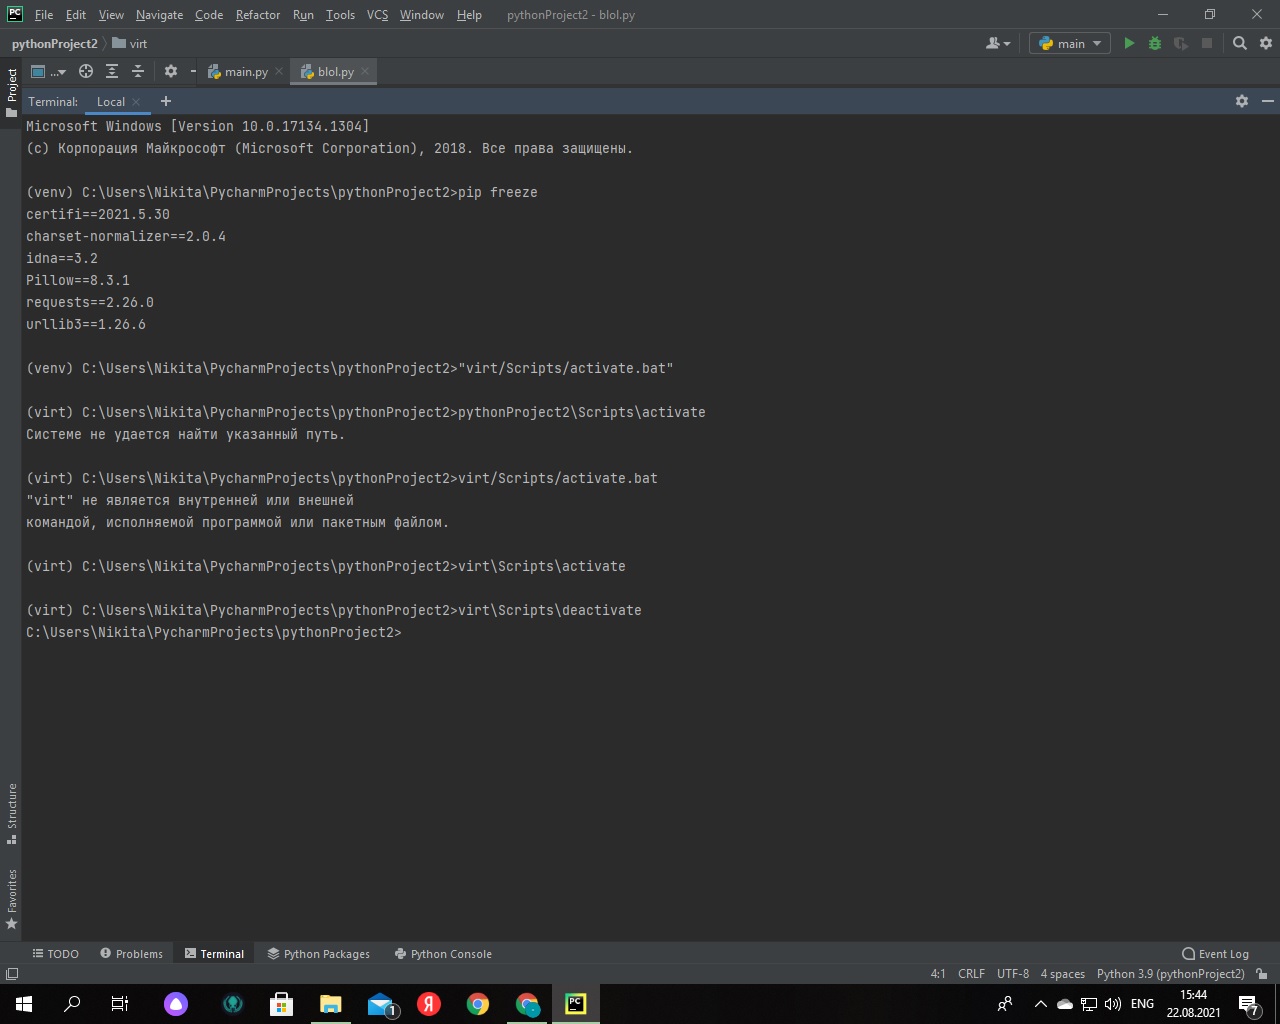 File Edit View Navigate Code Refactor Run Tools VCS Window Help pythonProject2 - blol.py
pythonProject2 virt main
... main.py blol.py
Project
Terminal: Local
Microsoft Windows [Version 10.0.17134.1304]
(c) Корпорация Майкрософт (Microsoft Corporation), 2018. Все права защищены.
(venv) C:\Users\Nikita\PycharmProjects\pythonProject2>pip freeze
certifi==2021.5.30
charset-normalizer==2.0.4
idna==3.2
Pillow==8.3.1
requests==2.26.0
urllib3==1.26.6
(venv) C:\Users\Nikita\PycharmProjects\pythonProject2>"virt/Scripts/activate.bat"
(virt) C:\Users\Nikita\PycharmProjects\pythonProject2>pythonProject2\Scripts\activate
Системе не удается найти указанный путь.
(virt) C:\Users\Nikita\PycharmProjects\pythonProject2>virt/Scripts/activate.bat
"virt" не является внутренней или внешней
командой, исполняемой программой или пакетным файлом.
(virt) C:\Users\Nikita\PycharmProjects\pythonProject2>virt\Scripts\activate
(virt) C:\Users\Nikita\PycharmProjects\pythonProject2>virt\Scripts\deactivate
C:\Users\Nikita\PycharmProjects\pythonProject2>
Structure
Favorites
TODO Problems Terminal Python Packages Python Console Event Log
4:1 CRLF UTF-8 4 spaces Python 3.9 (pythonProject2)
PC
1
Я
PC
ENG
15:44
22.08.2021
7